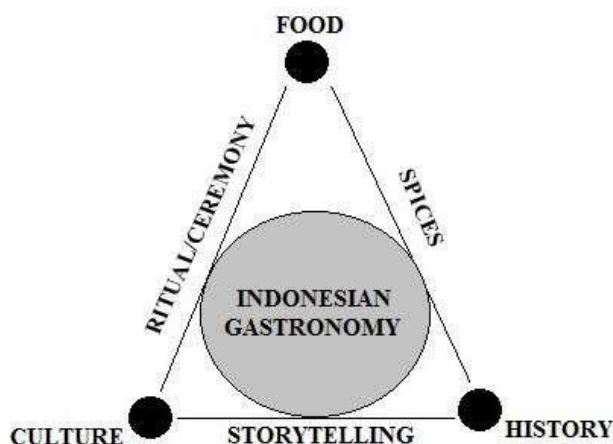 FOOD
RITUAL/CEREMONY
SPICES
INDONESIAN
GASTRONOMY
CULTURE
STORYTELLING
HISTORY